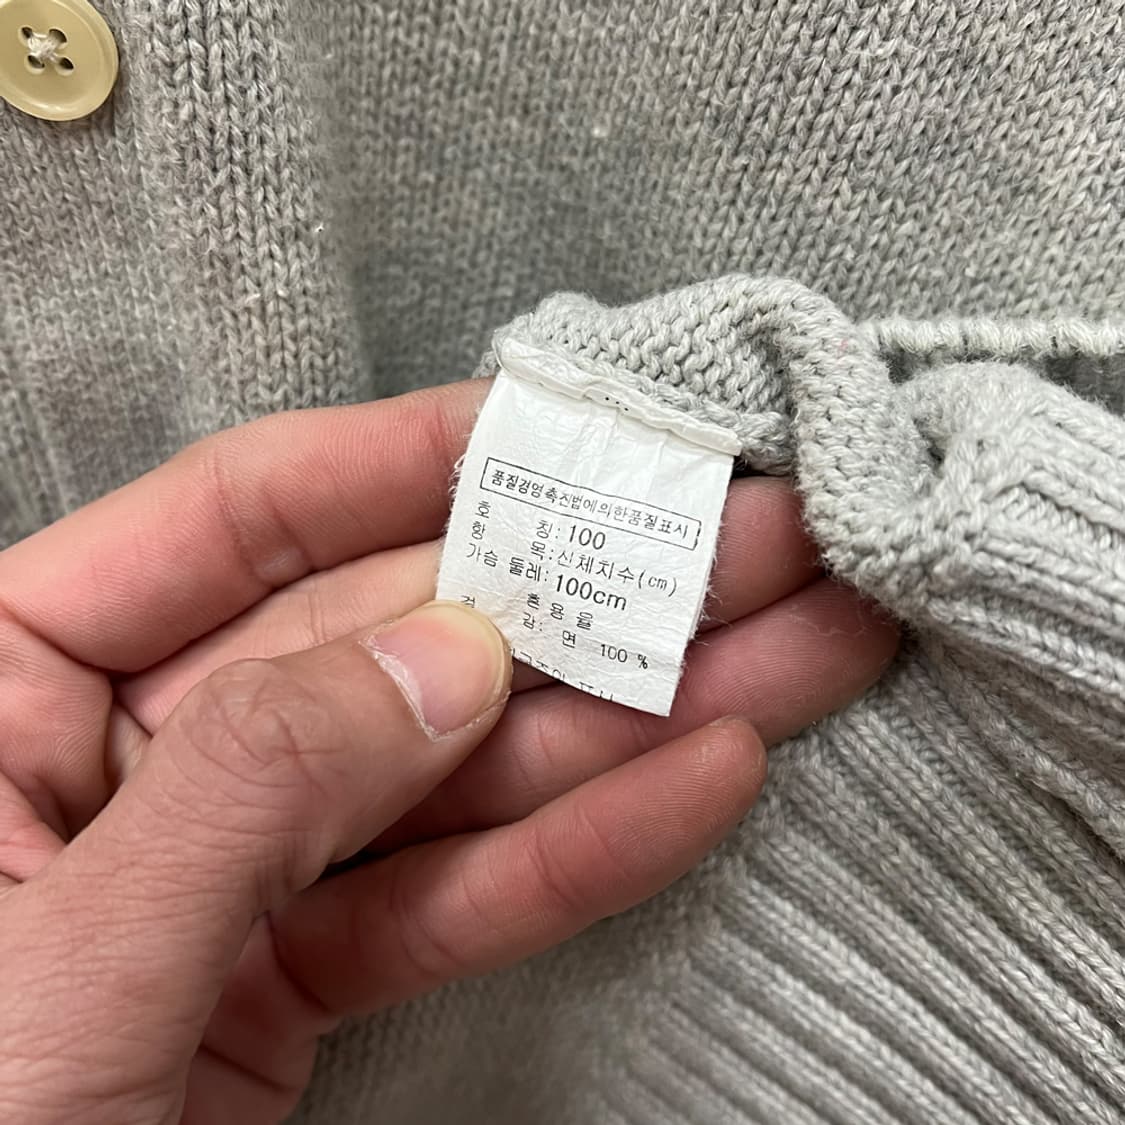 품질경영촉진법에의한품질표시
호 칭: 100
항 목: 신체치수(cm)
가슴 둘레: 100cm
혼 용 율
감: 면 100 %